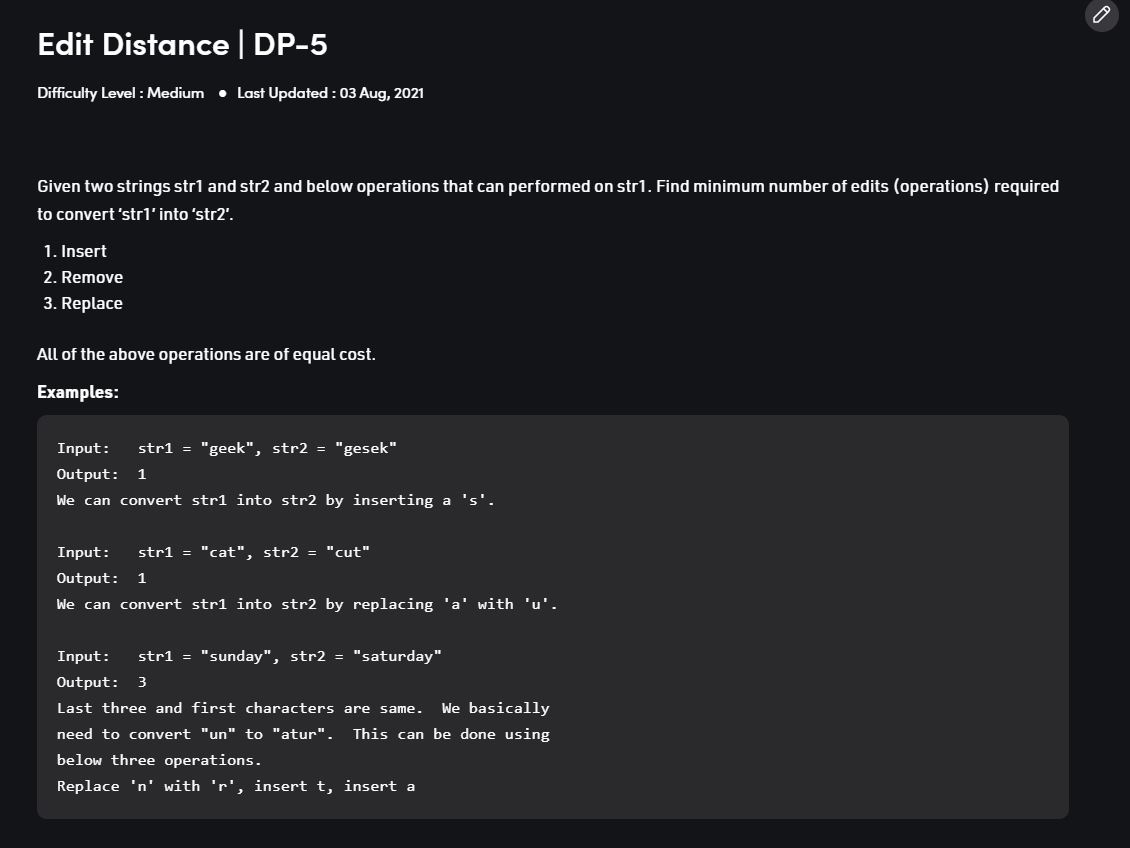 Edit Distance | DP-5
Difficulty Level : Medium ● Last Updated : 03 Aug, 2021
Given two strings str1 and str2 and below operations that can performed on str1. Find minimum number of edits (operations) required
to convert ‘str1′ into ‘str2′.
1. Insert
2. Remove
3. Replace
All of the above operations are of equal cost.
Examples:
Input:   str1 = "geek", str2 = "gesek"
Output:  1
We can convert str1 into str2 by inserting a 's'.
Input:   str1 = "cat", str2 = "cut"
Output:  1
We can convert str1 into str2 by replacing 'a' with 'u'.
Input:   str1 = "sunday", str2 = "saturday"
Output:  3
Last three and first characters are same.  We basically
need to convert "un" to "atur".  This can be done using
below three operations.
Replace 'n' with 'r', insert t, insert a